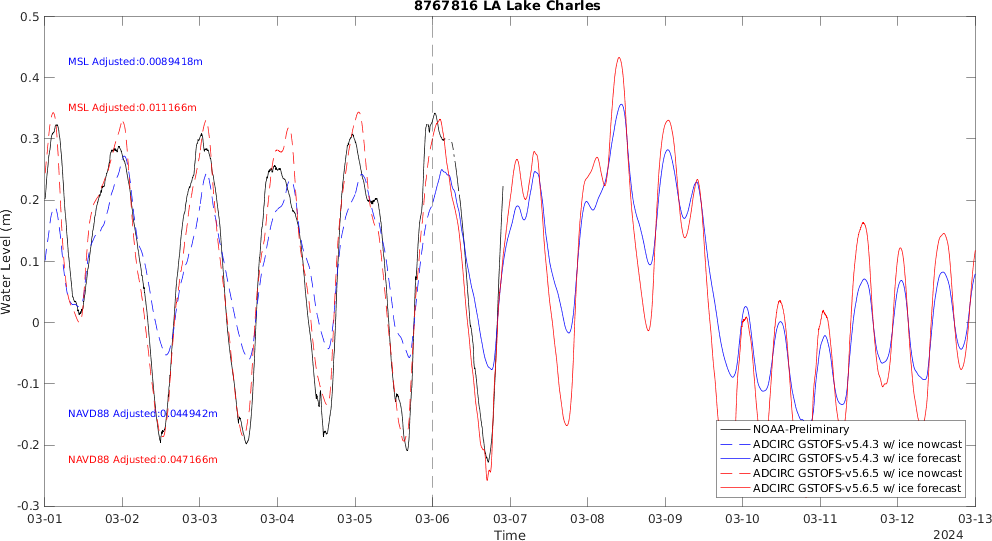 8767816 LA Lake Charles
0.5
0.4
0.3
0.2
0.1
0
-0.1
-0.2
-0.3
Water Level (m)
MSL Adjusted:0.0089418m
MSL Adjusted:0.011166m
NAVD88 Adjusted:0.044942m
NAVD88 Adjusted:0.047166m
NOAA-Preliminary
ADCIRC GSTOFS-v5.4.3 w/ ice nowcast
ADCIRC GSTOFS-v5.4.3 w/ ice forecast
ADCIRC GSTOFS-v5.6.5 w/ ice nowcast
ADCIRC GSTOFS-v5.6.5 w/ ice forecast
03-01 03-02 03-03 03-04 03-05 03-06 03-07 03-08 03-09 03-10 03-11 03-12 03-13
Time
2024